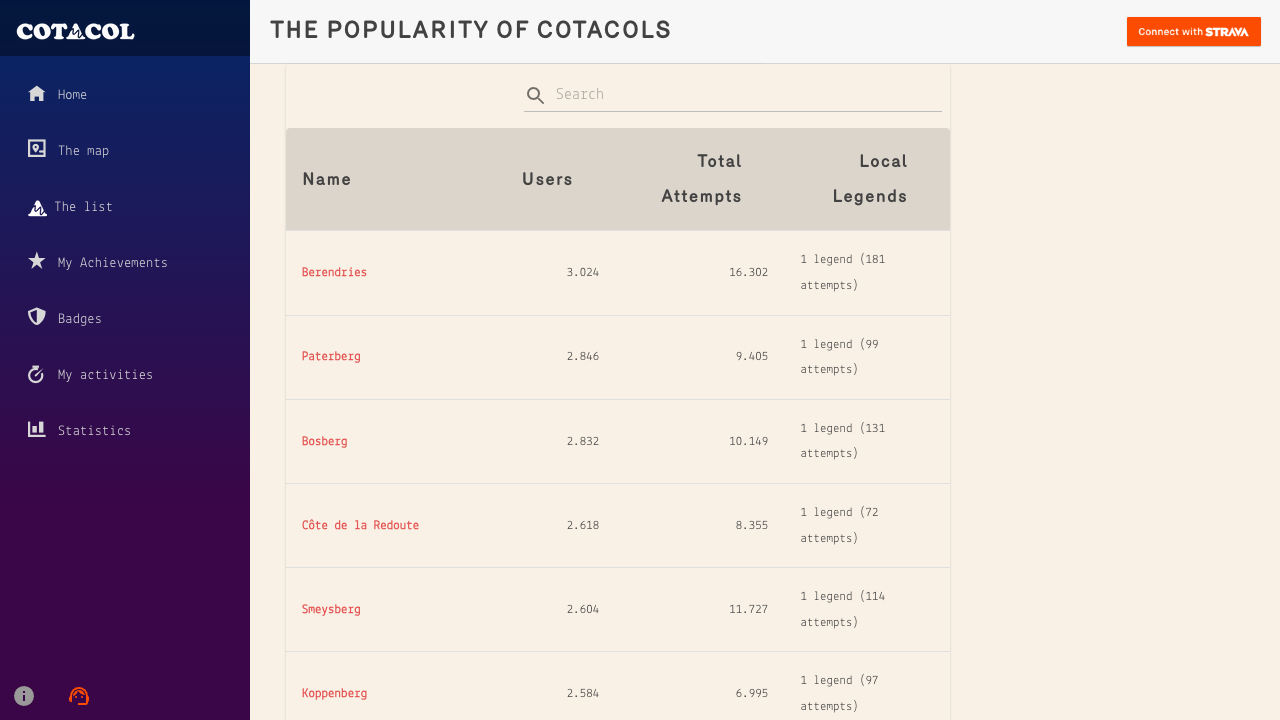 COTACOL
THE POPULARITY OF COTACOLS
Connect with STRAVA
Home
The map
The list
My Achievements
Badges
My activities
Statistics
Search
Name Users Total Attempts Local Legends
Berendries 3.024 16.302 1 legend (181 attempts)
Paterberg 2.846 9.405 1 legend (99 attempts)
Bosberg 2.832 10.149 1 legend (131 attempts)
Côte de la Redoute 2.618 8.355 1 legend (72 attempts)
Smeysberg 2.604 11.727 1 legend (114 attempts)
Koppenberg 2.584 6.995 1 legend (97 attempts)